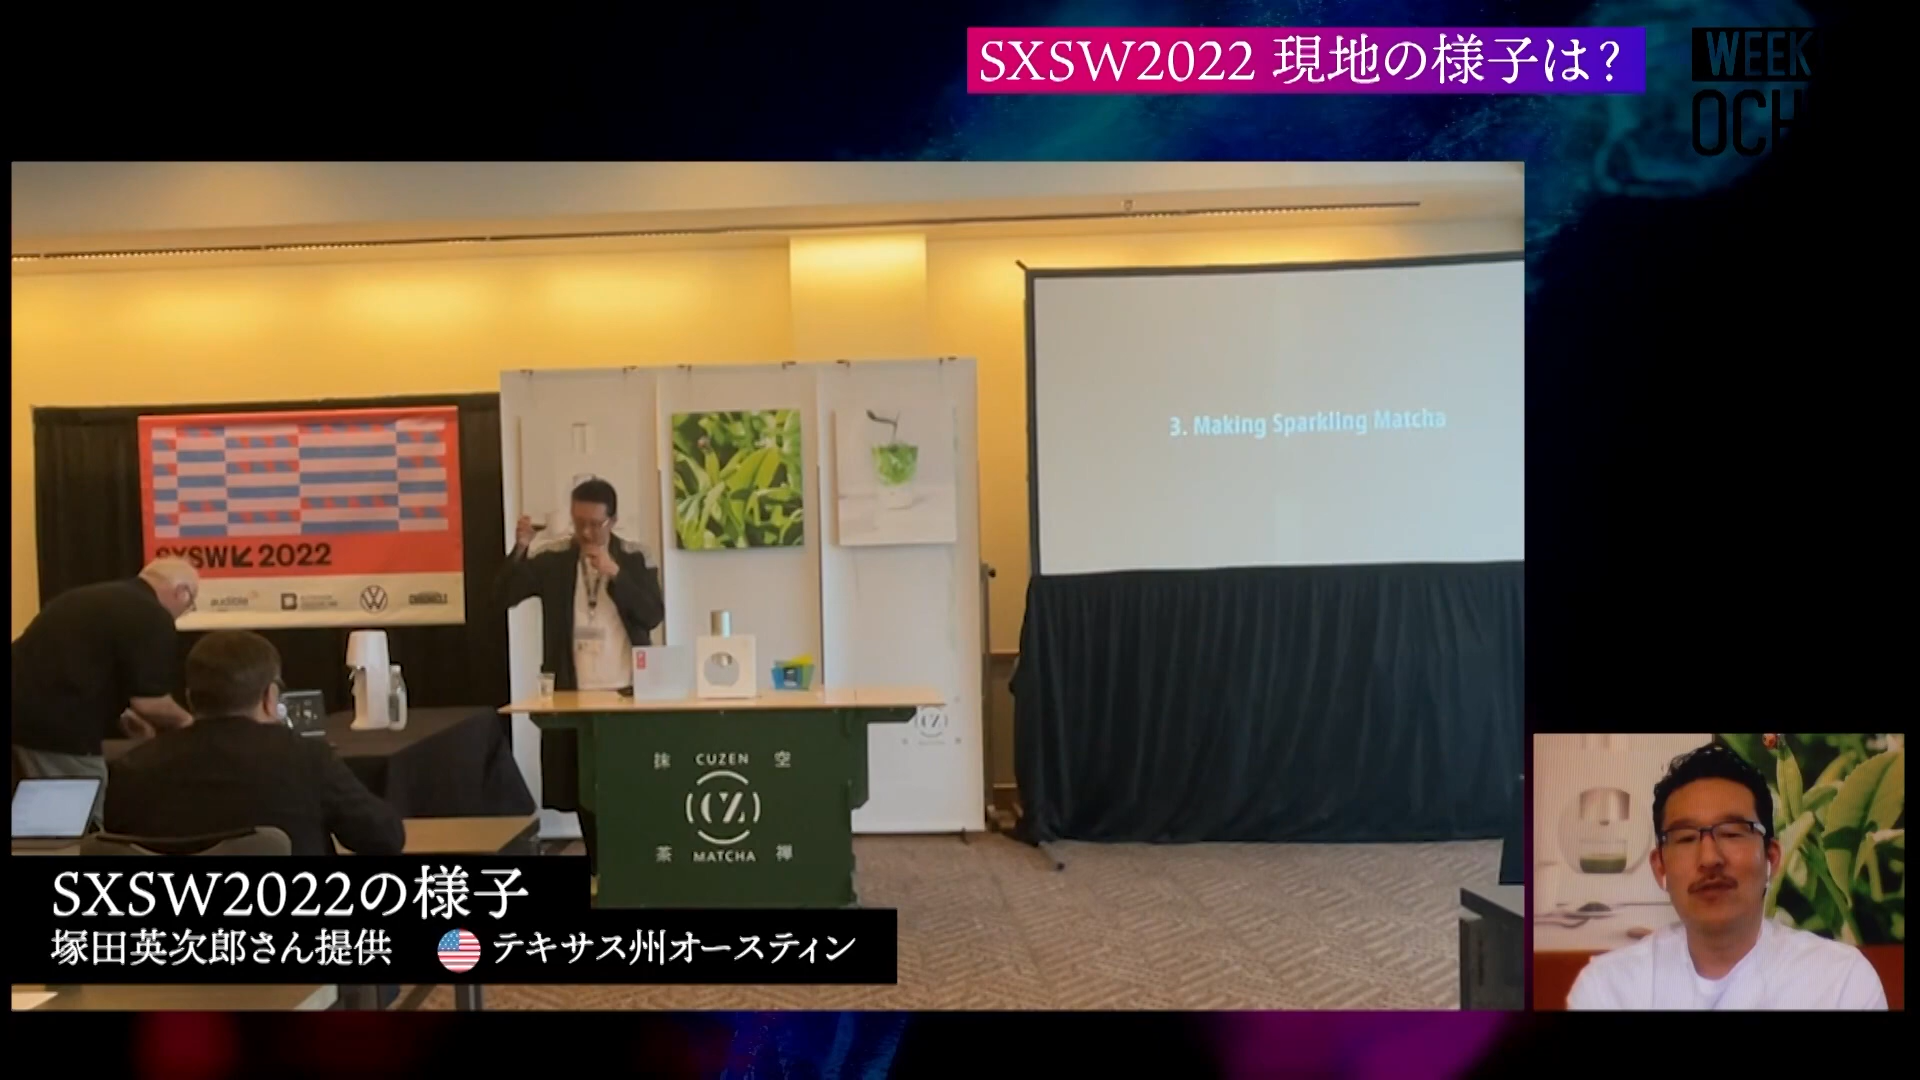 SXSW2022 現地の様子は?
WEEK
OCH
3. Making Sparkling Matcha
SXSW 2022
audible
抹 CUZEN 空
CZ
茶 MATCHA 禅
CZ
SXSW2022の様子
塚田英次郎さん提供 テキサス州オースティン